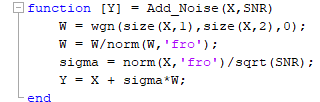 function [Y] = Add_Noise(X,SNR)
W = wgn(size(X,1),size(X,2),0);
W = W/norm(W,'fro');
sigma = norm(X,'fro')/sqrt(SNR);
Y = X + sigma*W;
end